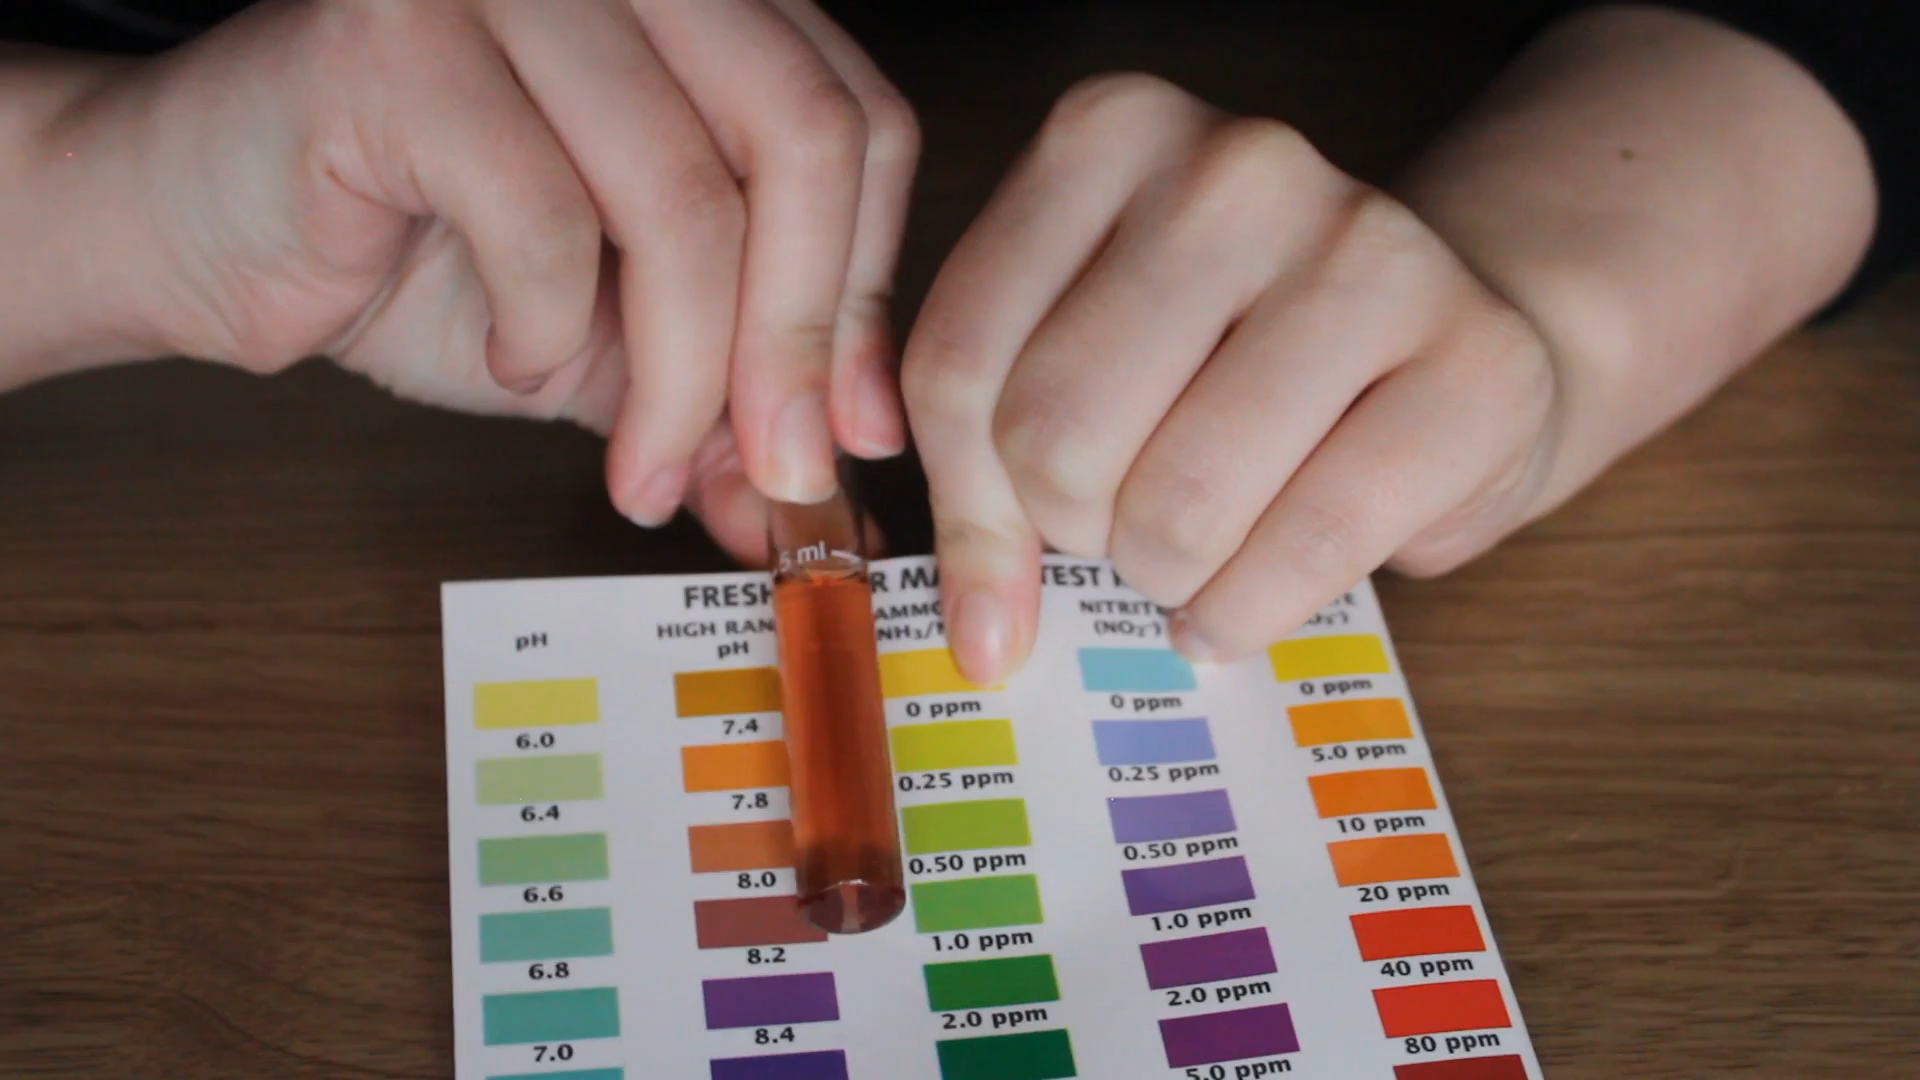 5 ml
FRESH R MA TEST
pH
HIGH RAN
pH
AMMO
NH₃/
NITRITE
(NO₂⁻)
6.0
6.4
6.6
6.8
7.0
7.4
7.8
8.0
8.2
8.4
0 ppm
0.25 ppm
0.50 ppm
1.0 ppm
2.0 ppm
0 ppm
0.25 ppm
0.50 ppm
1.0 ppm
2.0 ppm
5.0 ppm
0 ppm
5.0 ppm
10 ppm
20 ppm
40 ppm
80 ppm